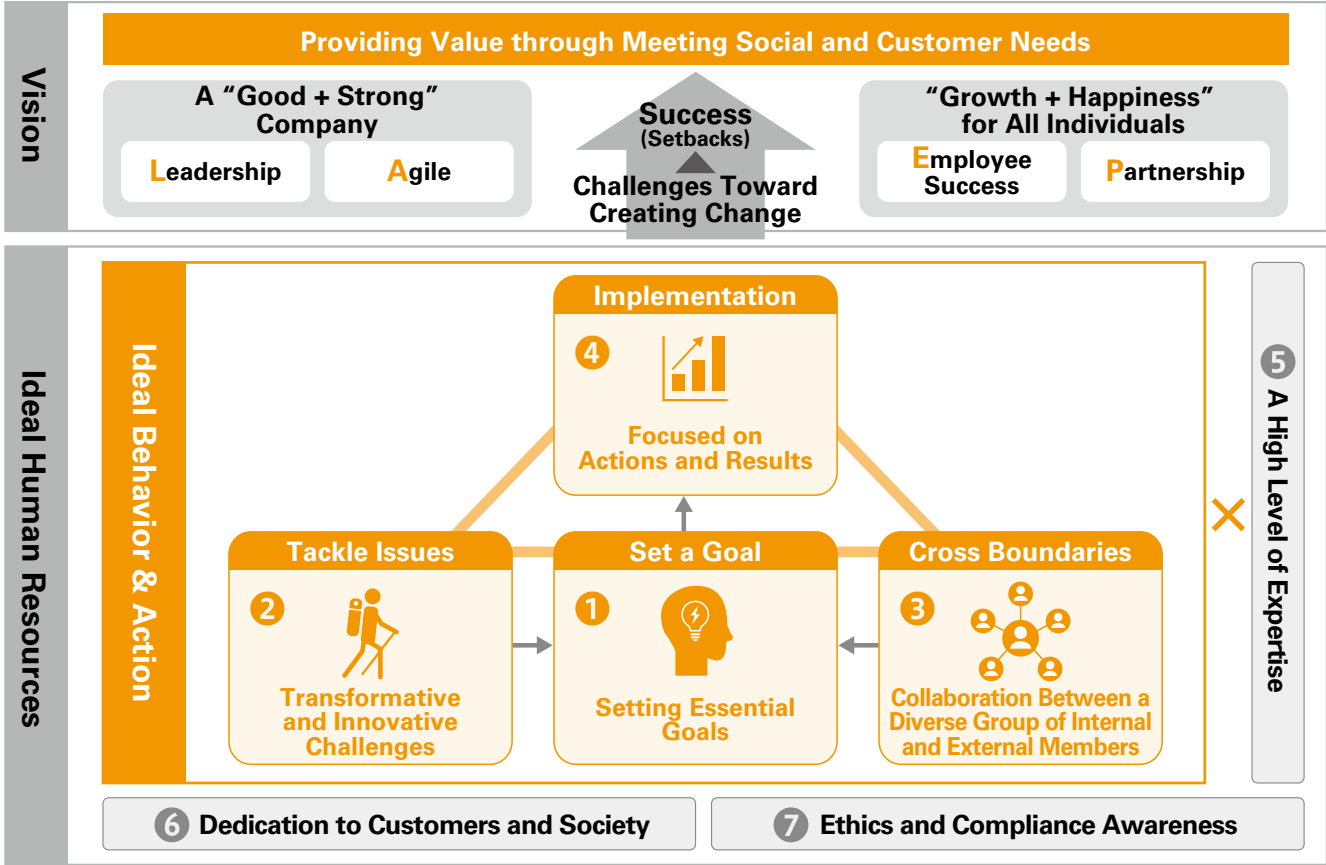 Vision
Providing Value through Meeting Social and Customer Needs
A “Good + Strong”
Company
Leadership
Agile
Success
(Setbacks)
Challenges Toward
Creating Change
“Growth + Happiness”
for All Individuals
Employee
Success
Partnership
Ideal Human Resources
Ideal Behavior & Action
Implementation
4
Focused on
Actions and Results
Tackle Issues
2
Transformative
and Innovative
Challenges
Set a Goal
1
Setting Essential
Goals
Cross Boundaries
3
Collaboration Between a
Diverse Group of Internal
and External Members
×
5 A High Level of Expertise
6 Dedication to Customers and Society
7 Ethics and Compliance Awareness